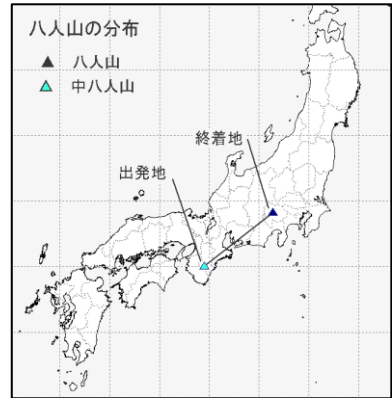 八人山の分布
八人山
中八人山
終着地
出発地